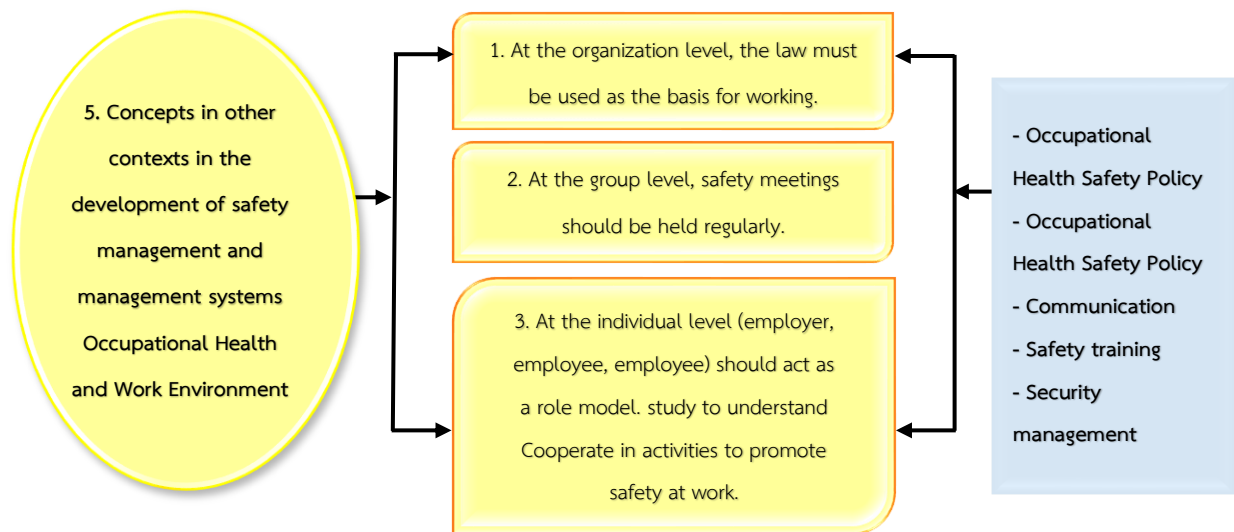 5. Concepts in other
contexts in the
development of safety
management and
management systems
Occupational Health
and Work Environment
1. At the organization level, the law must
be used as the basis for working.
2. At the group level, safety meetings
should be held regularly.
3. At the individual level (employer,
employee, employee) should act as
a role model. study to understand
Cooperate in activities to promote
safety at work.
- Occupational
Health Safety Policy
- Occupational
Health Safety Policy
- Communication
- Safety training
- Security
management